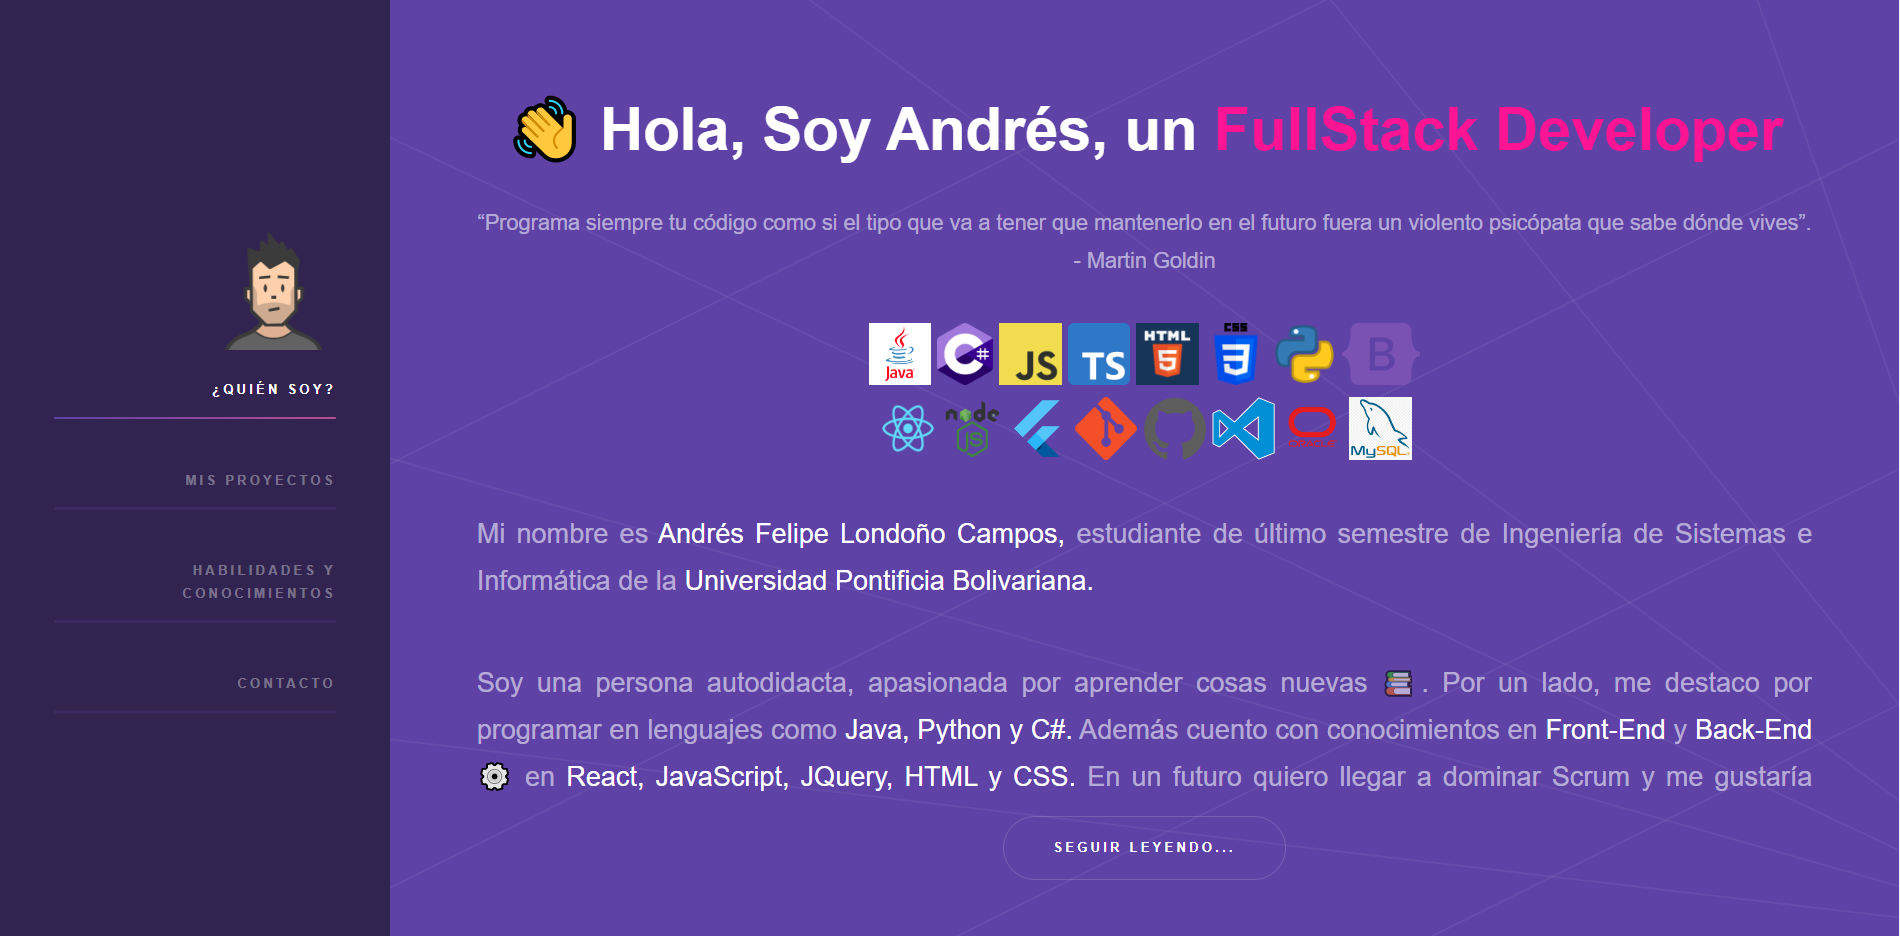 ¿QUIÉN SOY?
MIS PROYECTOS
HABILIDADES Y
CONOCIMIENTOS
CONTACTO
Hola, Soy Andrés, un FullStack Developer
“Programa siempre tu código como si el tipo que va a tener que mantenerlo en el futuro fuera un violento psicópata que sabe dónde vives”.
- Martin Goldin
Java C# JS TS HTML 5 CSS 3 B
node JS ORACLE MySQL
Mi nombre es Andrés Felipe Londoño Campos, estudiante de último semestre de Ingeniería de Sistemas e
Informática de la Universidad Pontificia Bolivariana.
Soy una persona autodidacta, apasionada por aprender cosas nuevas . Por un lado, me destaco por
programar en lenguajes como Java, Python y C#. Además cuento con conocimientos en Front-End y Back-End
en React, JavaScript, JQuery, HTML y CSS. En un futuro quiero llegar a dominar Scrum y me gustaría
SEGUIR LEYENDO...